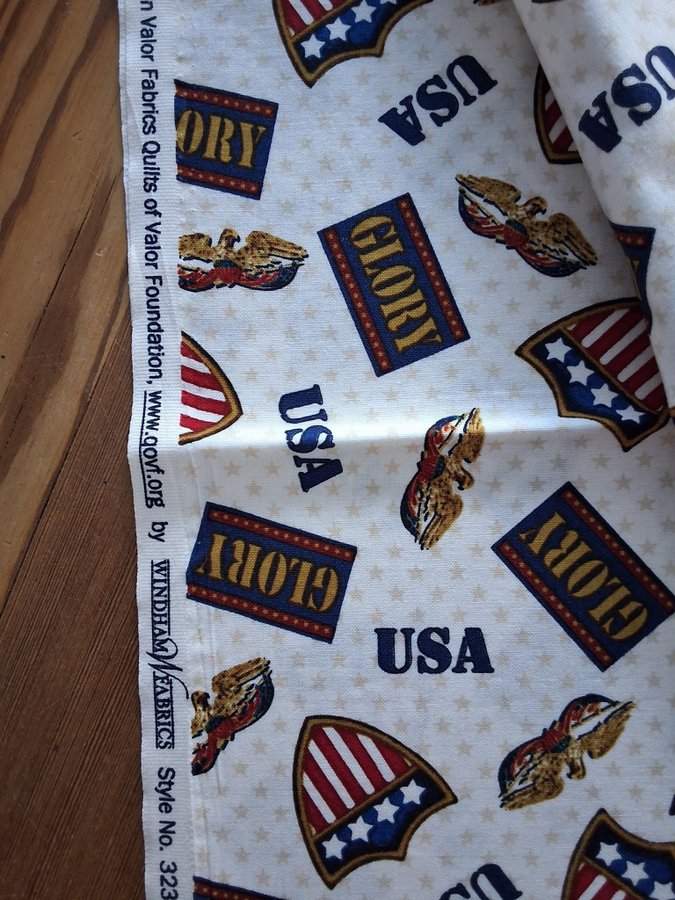 n Valor Fabrics Quilts of Valor Foundation, www.qovf.org by WINDHAM FABRICS Style No. 323
USA
USA
ORY
GLORY
USA
GLORY
GLORY
USA
US